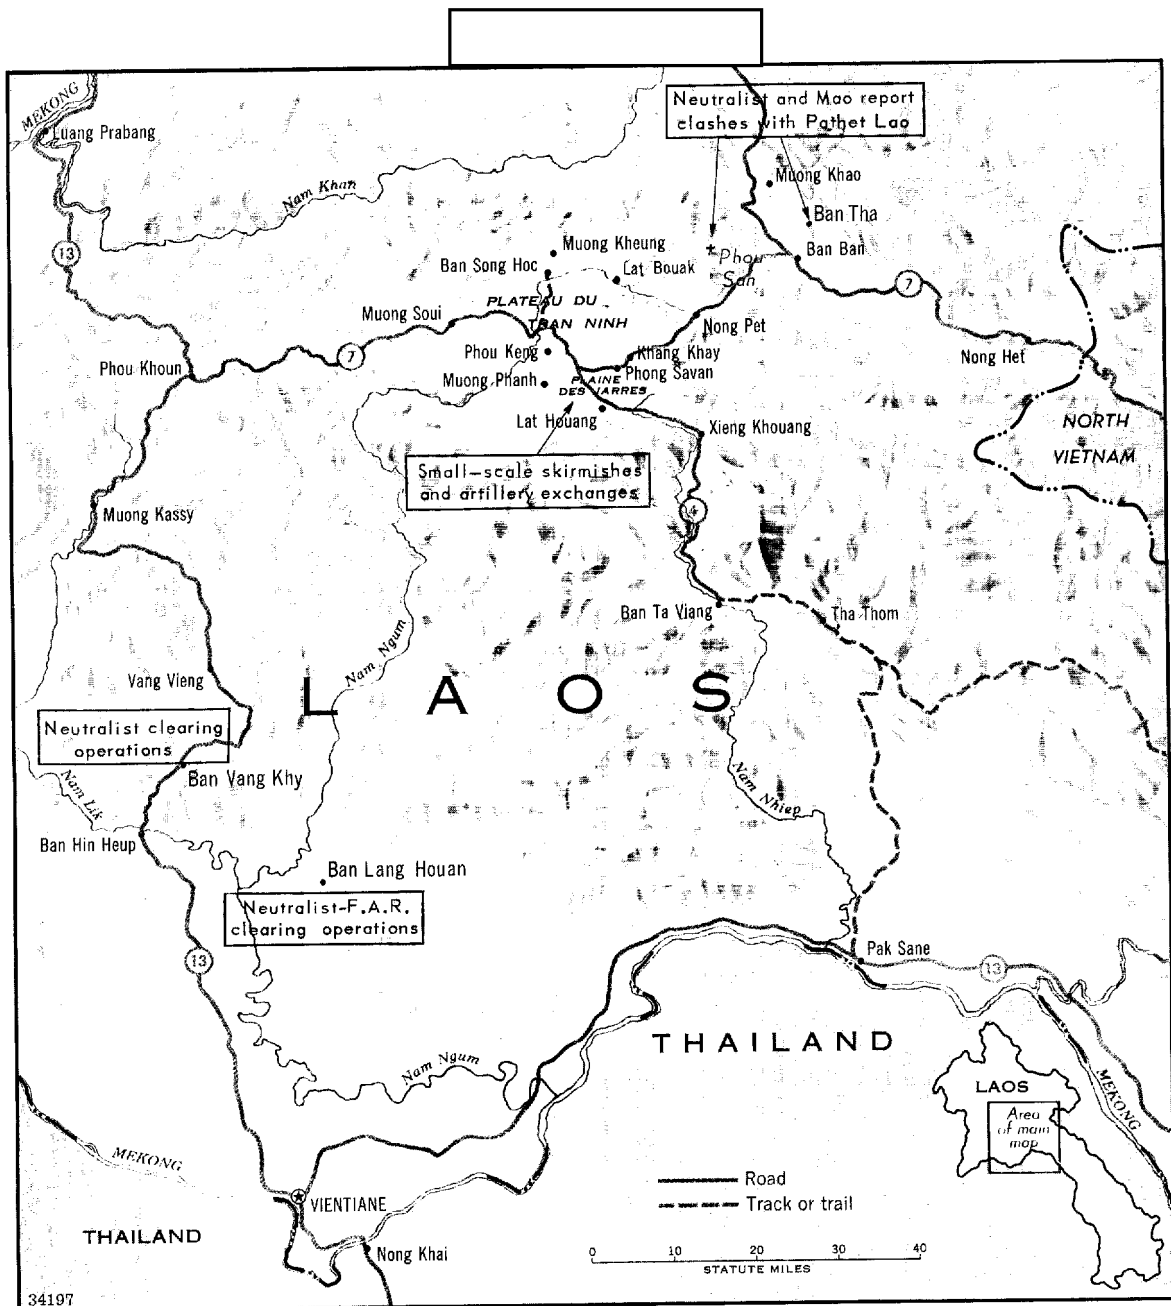 MEKONG
Luang Prabang
Neutralist and Mao report
clashes with Pathet Lao
Nam Khan
Muong Khao
Ban Tha
13
Muong Kheung
Ban Ban
Ban Song Hoc
Lat Bouak
Phou
San
7
PLATEAU DU
TRAN NINH
Muong Soui
Nong Pet
Phou Keng
Khang Khay
Nong Het
7
Phou Khoun
Phong Savan
Muong Phanh
PLAINE
DES JARRES
Lat Houang
Xieng Khouang
NORTH
VIETNAM
Small-scale skirmishes
and artillery exchanges
Muong Kassy
4
Ban Ta Viang
Tha Thom
Nam Ngum
Vang Vieng
LAOS
Neutralist clearing
operations
Ban Vang Khy
Nam Lik
Nam Nhiep
Ban Hin Heup
Ban Lang Houan
Neutralist-F.A.R.
clearing operations
13
Pak Sane
13
THAILAND
Nam Ngum
LAOS
MEKONG
Area
of main
map
MEKONG
Road
Track or trail
VIENTIANE
THAILAND
Nong Khai
0 10 20 30 40
STATUTE MILES
34197